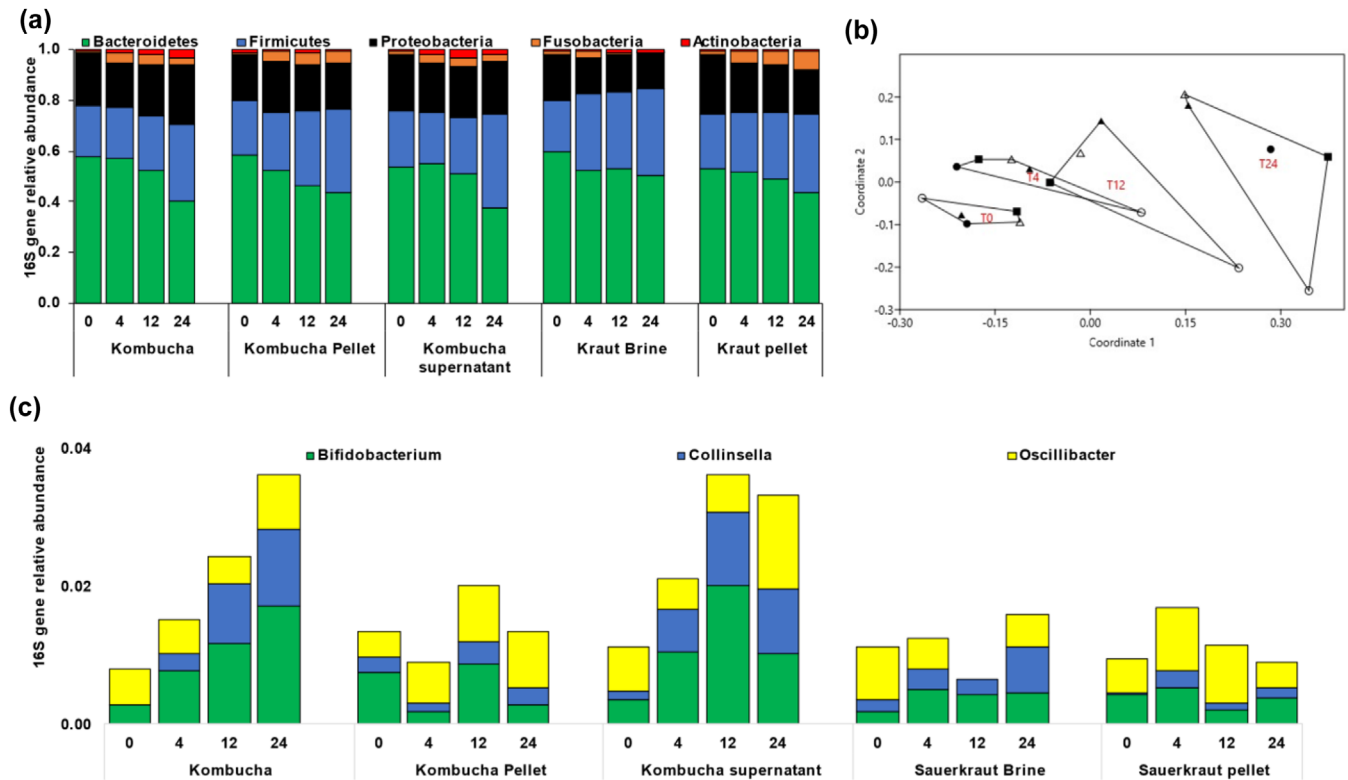 (a)
Bacteroidetes Firmicutes Proteobacteria Fusobacteria Actinobacteria
16S gene relative abundance
1.0
0.8
0.6
0.4
0.2
0.0
0 4 12 24 0 4 12 24 0 4 12 24 0 4 12 24 0 4 12 24
Kombucha Kombucha Pellet Kombucha supernatant Kraut Brine Kraut pellet
(b)
Coordinate 2
0.2
0.1
0.0
-0.1
-0.2
-0.3
T0
T4
T12
T24
-0.30 -0.15 0.00 0.15 0.30
Coordinate 1
(c)
16S gene relative abundance
0.04
0.02
0.00
Bifidobacterium Collinsella Oscillibacter
0 4 12 24 0 4 12 24 0 4 12 24 0 4 12 24 0 4 12 24
Kombucha Kombucha Pellet Kombucha supernatant Sauerkraut Brine Sauerkraut pellet